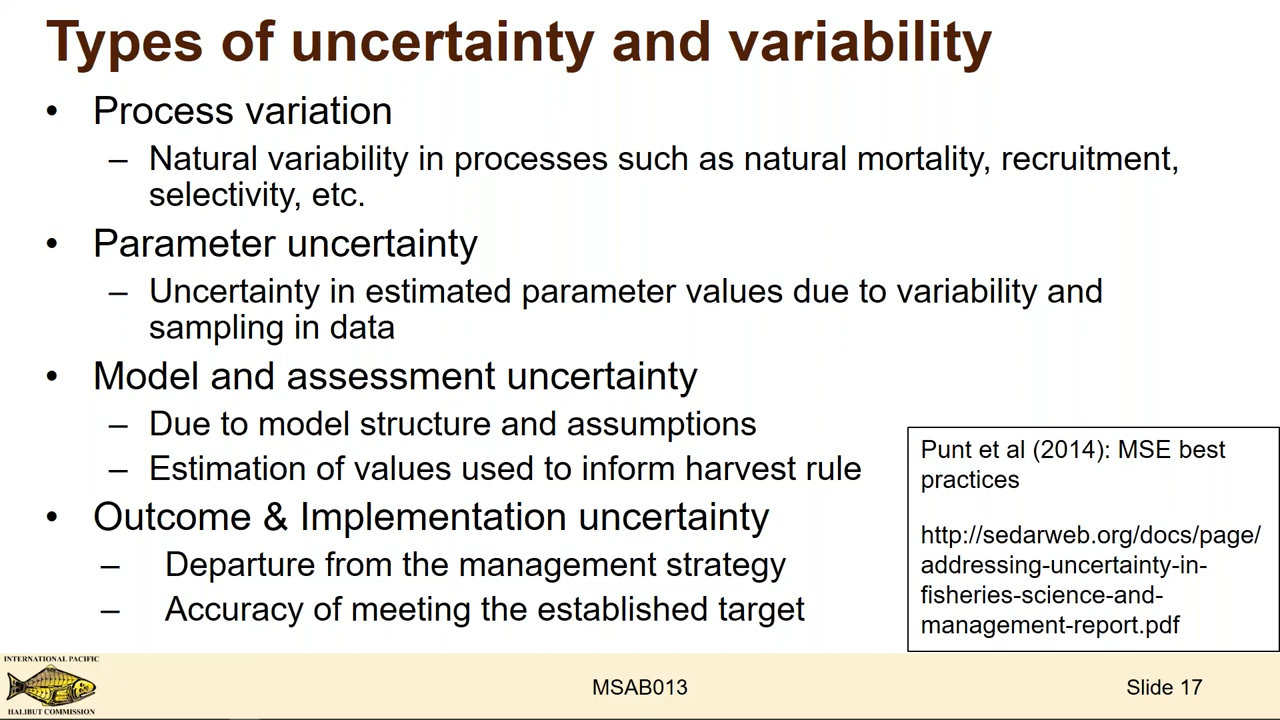 Types of uncertainty and variability
• Process variation
– Natural variability in processes such as natural mortality, recruitment,
selectivity, etc.
• Parameter uncertainty
– Uncertainty in estimated parameter values due to variability and
sampling in data
• Model and assessment uncertainty
– Due to model structure and assumptions
– Estimation of values used to inform harvest rule
• Outcome & Implementation uncertainty
– Departure from the management strategy
– Accuracy of meeting the established target
Punt et al (2014): MSE best
practices
http://sedarweb.org/docs/page/
addressing-uncertainty-in-
fisheries-science-and-
management-report.pdf
INTERNATIONAL PACIFIC
HALIBUT COMMISSION
MSAB013
Slide 17